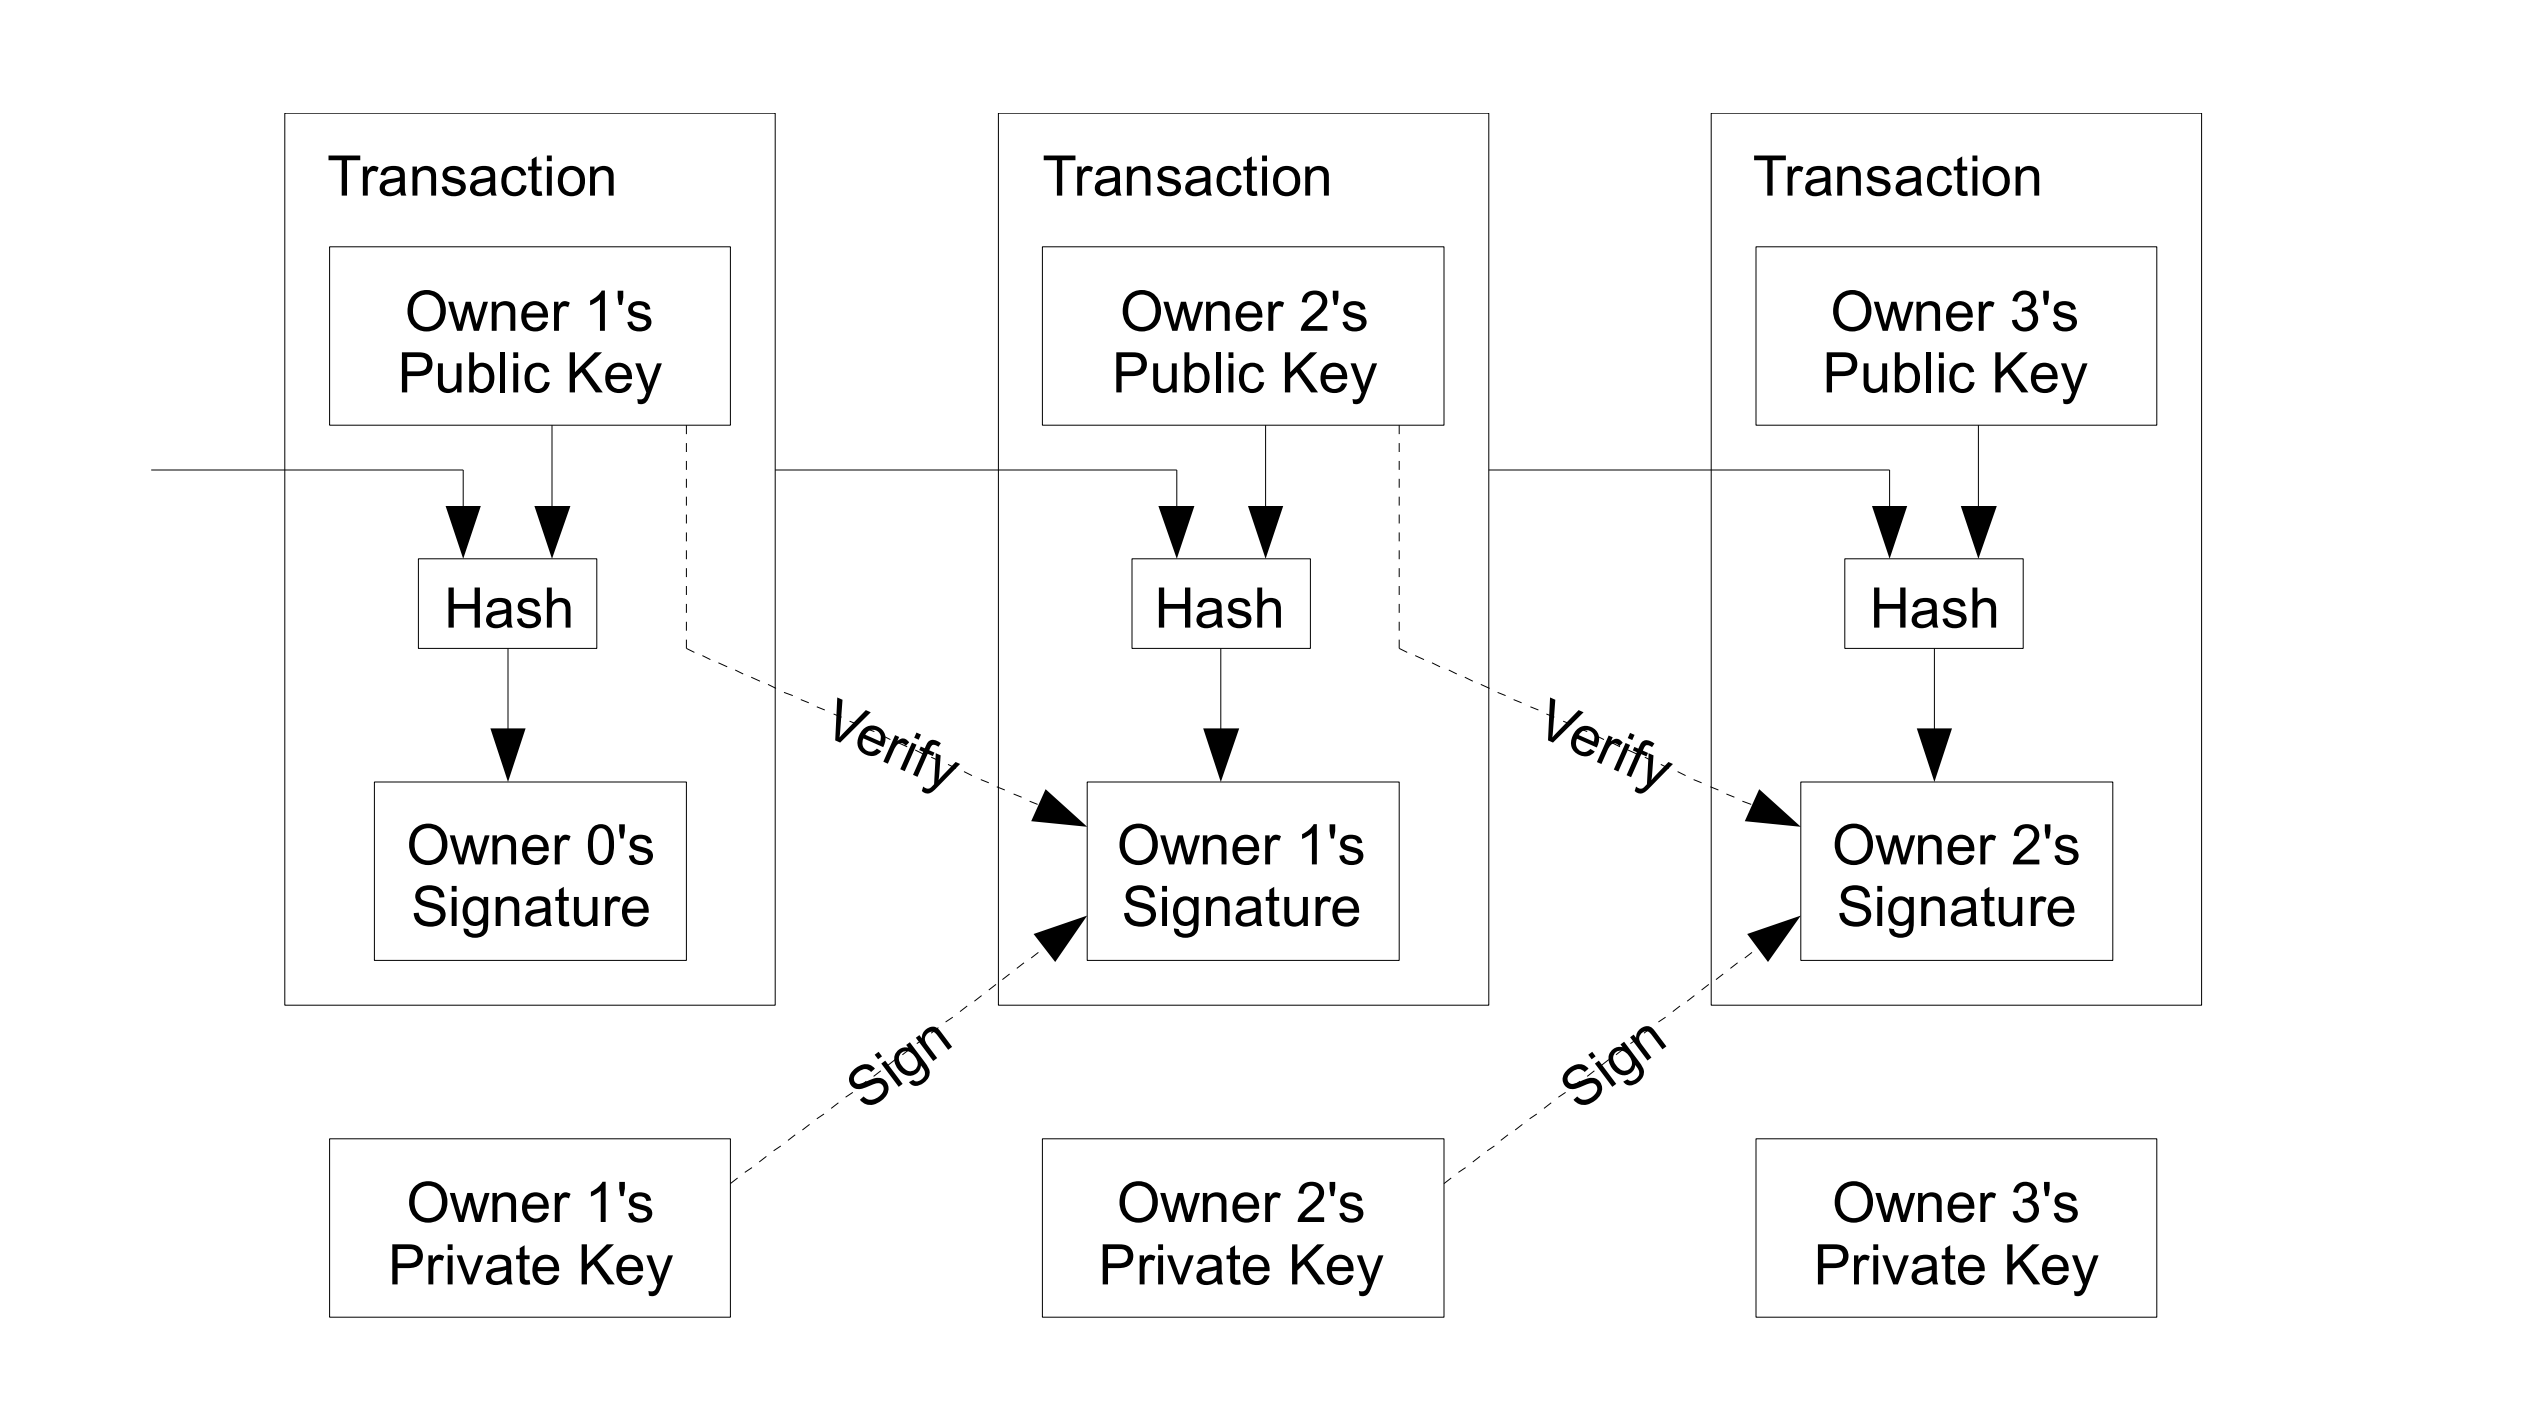 Transaction
Owner 1's
Public Key
Hash
Owner 0's
Signature
Transaction
Owner 2's
Public Key
Hash
Verify
Owner 1's
Signature
Sign
Transaction
Owner 3's
Public Key
Hash
Verify
Owner 2's
Signature
Sign
Owner 1's
Private Key
Owner 2's
Private Key
Owner 3's
Private Key